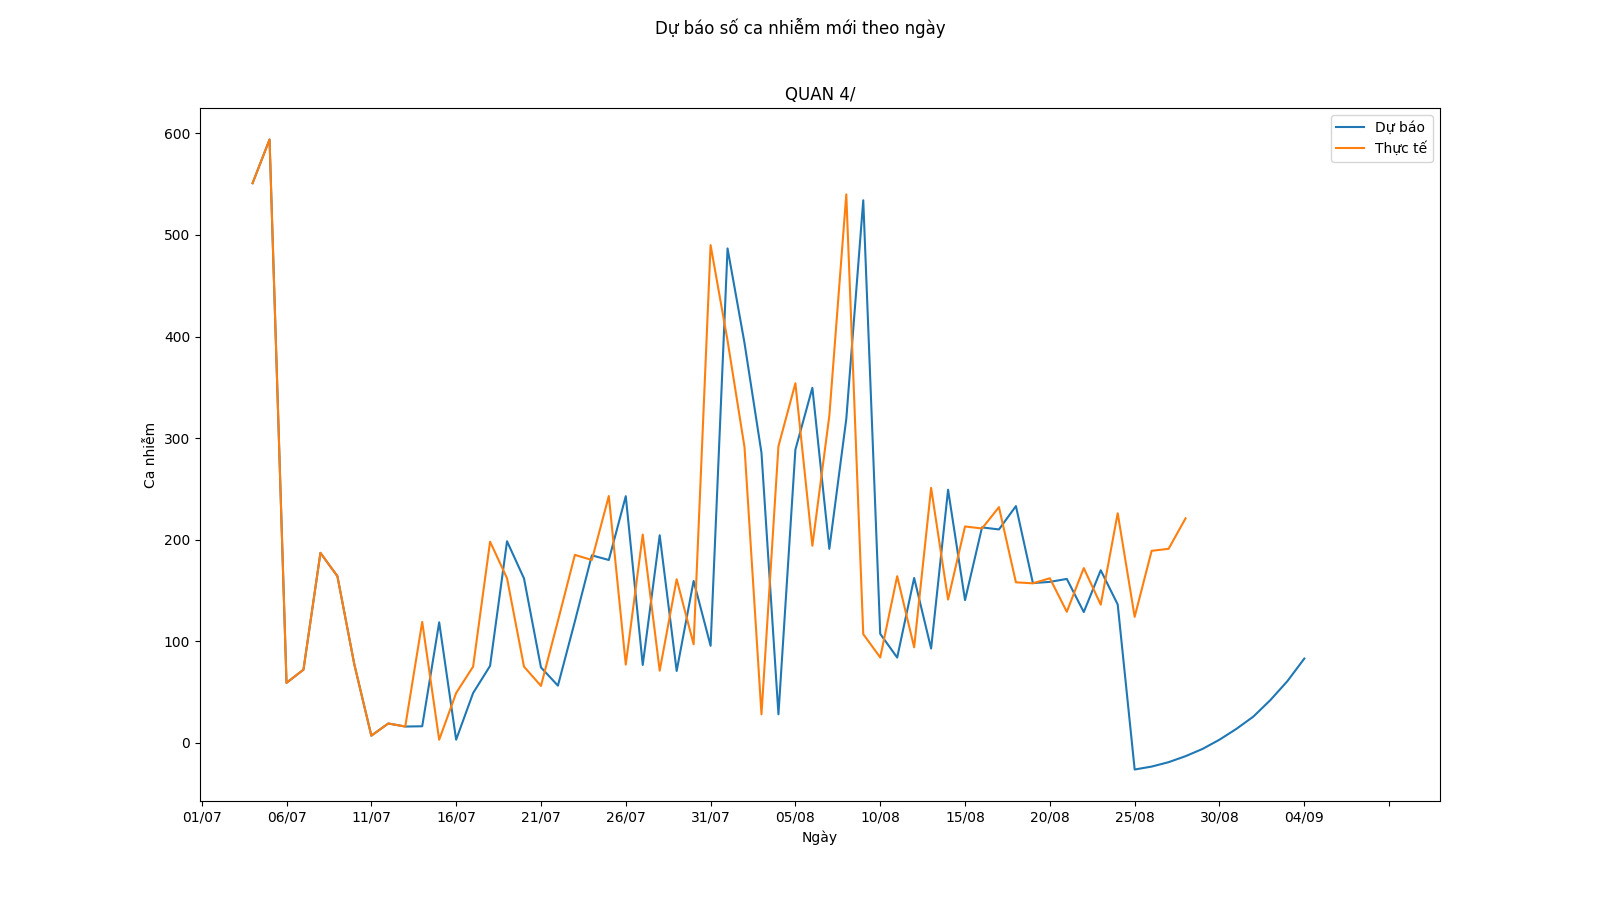 Dự báo số ca nhiễm mới theo ngày
QUAN 4/
Dự báo
Thực tế
600
500
400
300
200
100
0
Ca nhiễm
01/07 06/07 11/07 16/07 21/07 26/07 31/07 05/08 10/08 15/08 20/08 25/08 30/08 04/09
Ngày